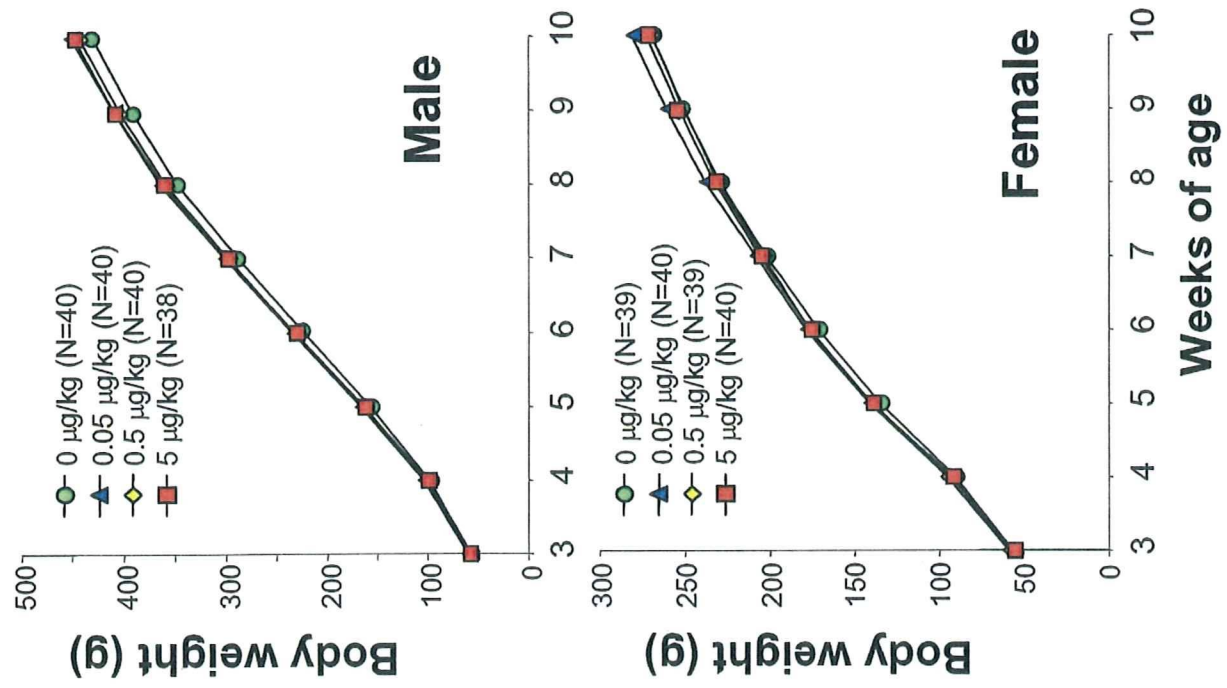 Body weight (g)
500
400
300
200
100
0
0 µg/kg (N=40)
0.05 µg/kg (N=40)
0.5 µg/kg (N=40)
5 µg/kg (N=38)
Male
3
4
5
6
7
8
9
10
Body weight (g)
300
250
200
150
100
50
0
0 µg/kg (N=39)
0.05 µg/kg (N=40)
0.5 µg/kg (N=39)
5 µg/kg (N=40)
Female
3
4
5
6
7
8
9
10
Weeks of age